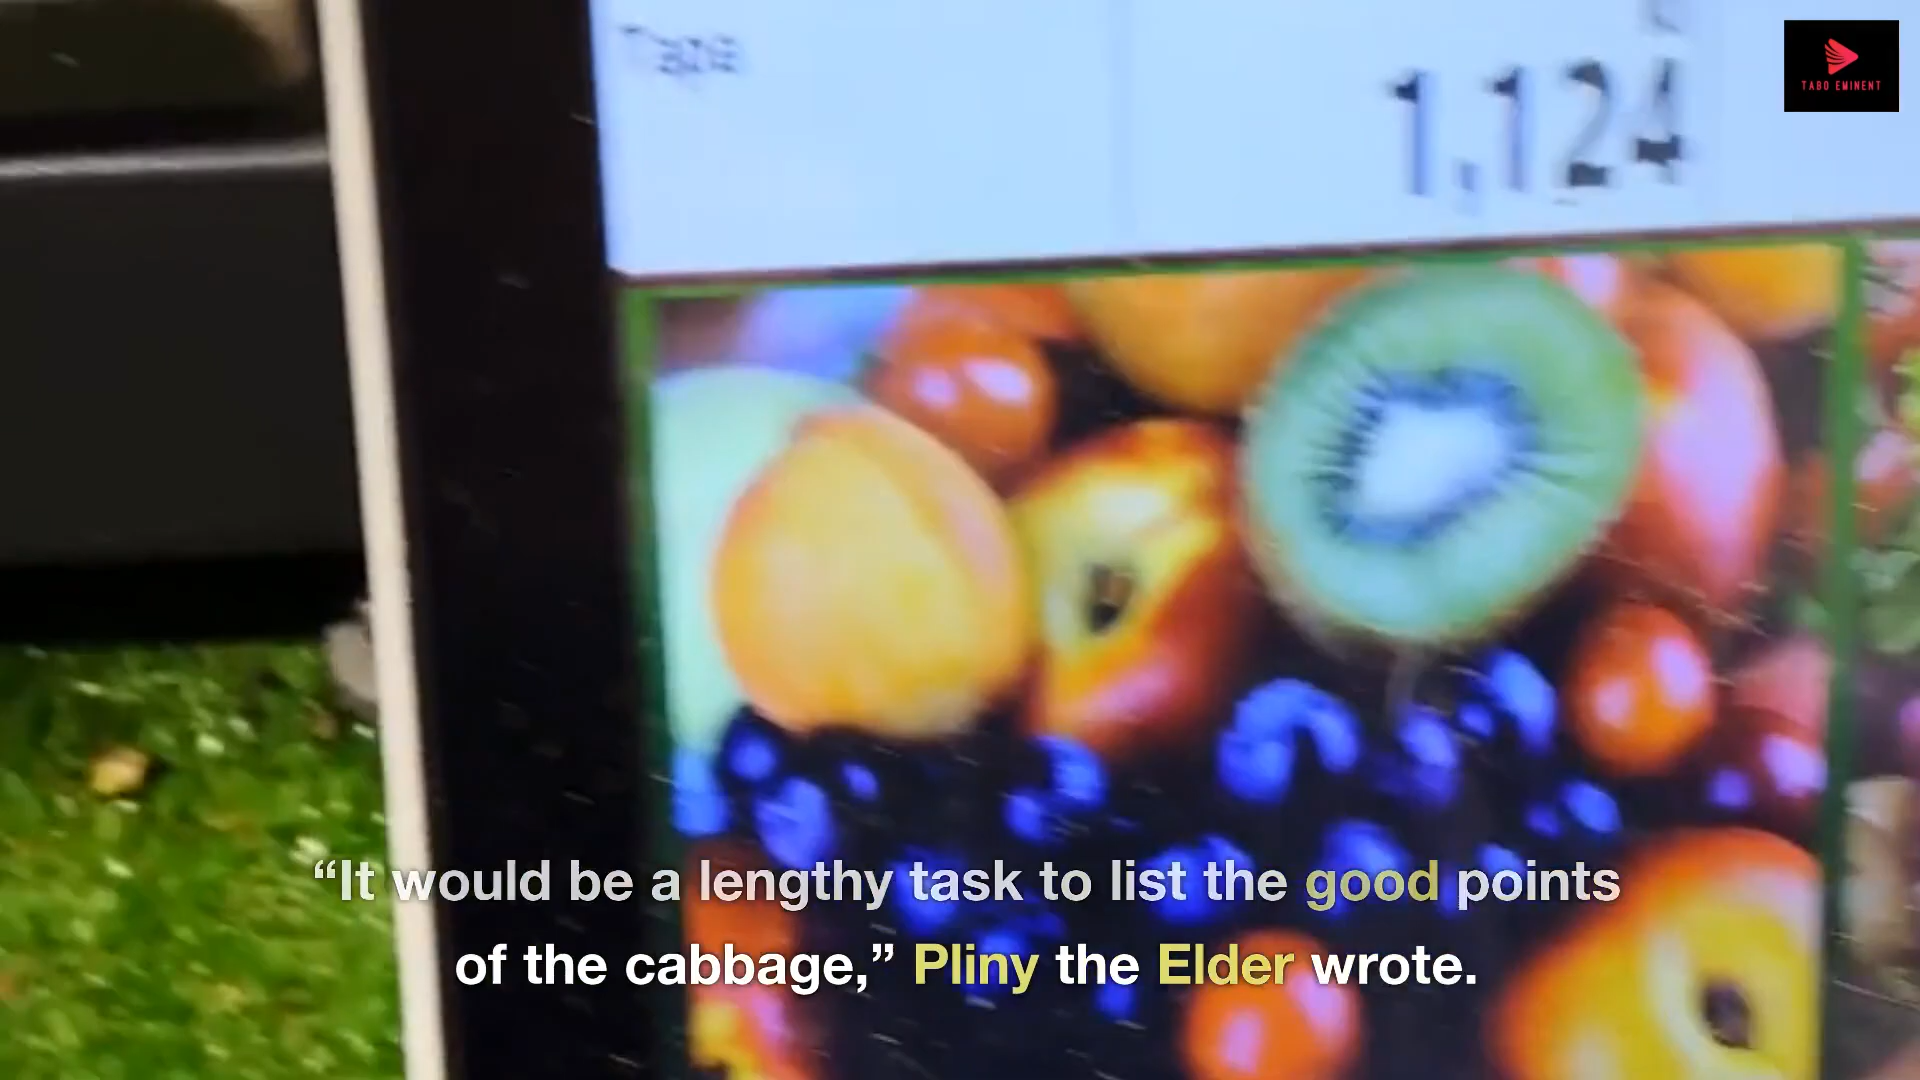 Tape
1,124
TABO EMINENT
“It would be a lengthy task to list the good points
of the cabbage,” Pliny the Elder wrote.